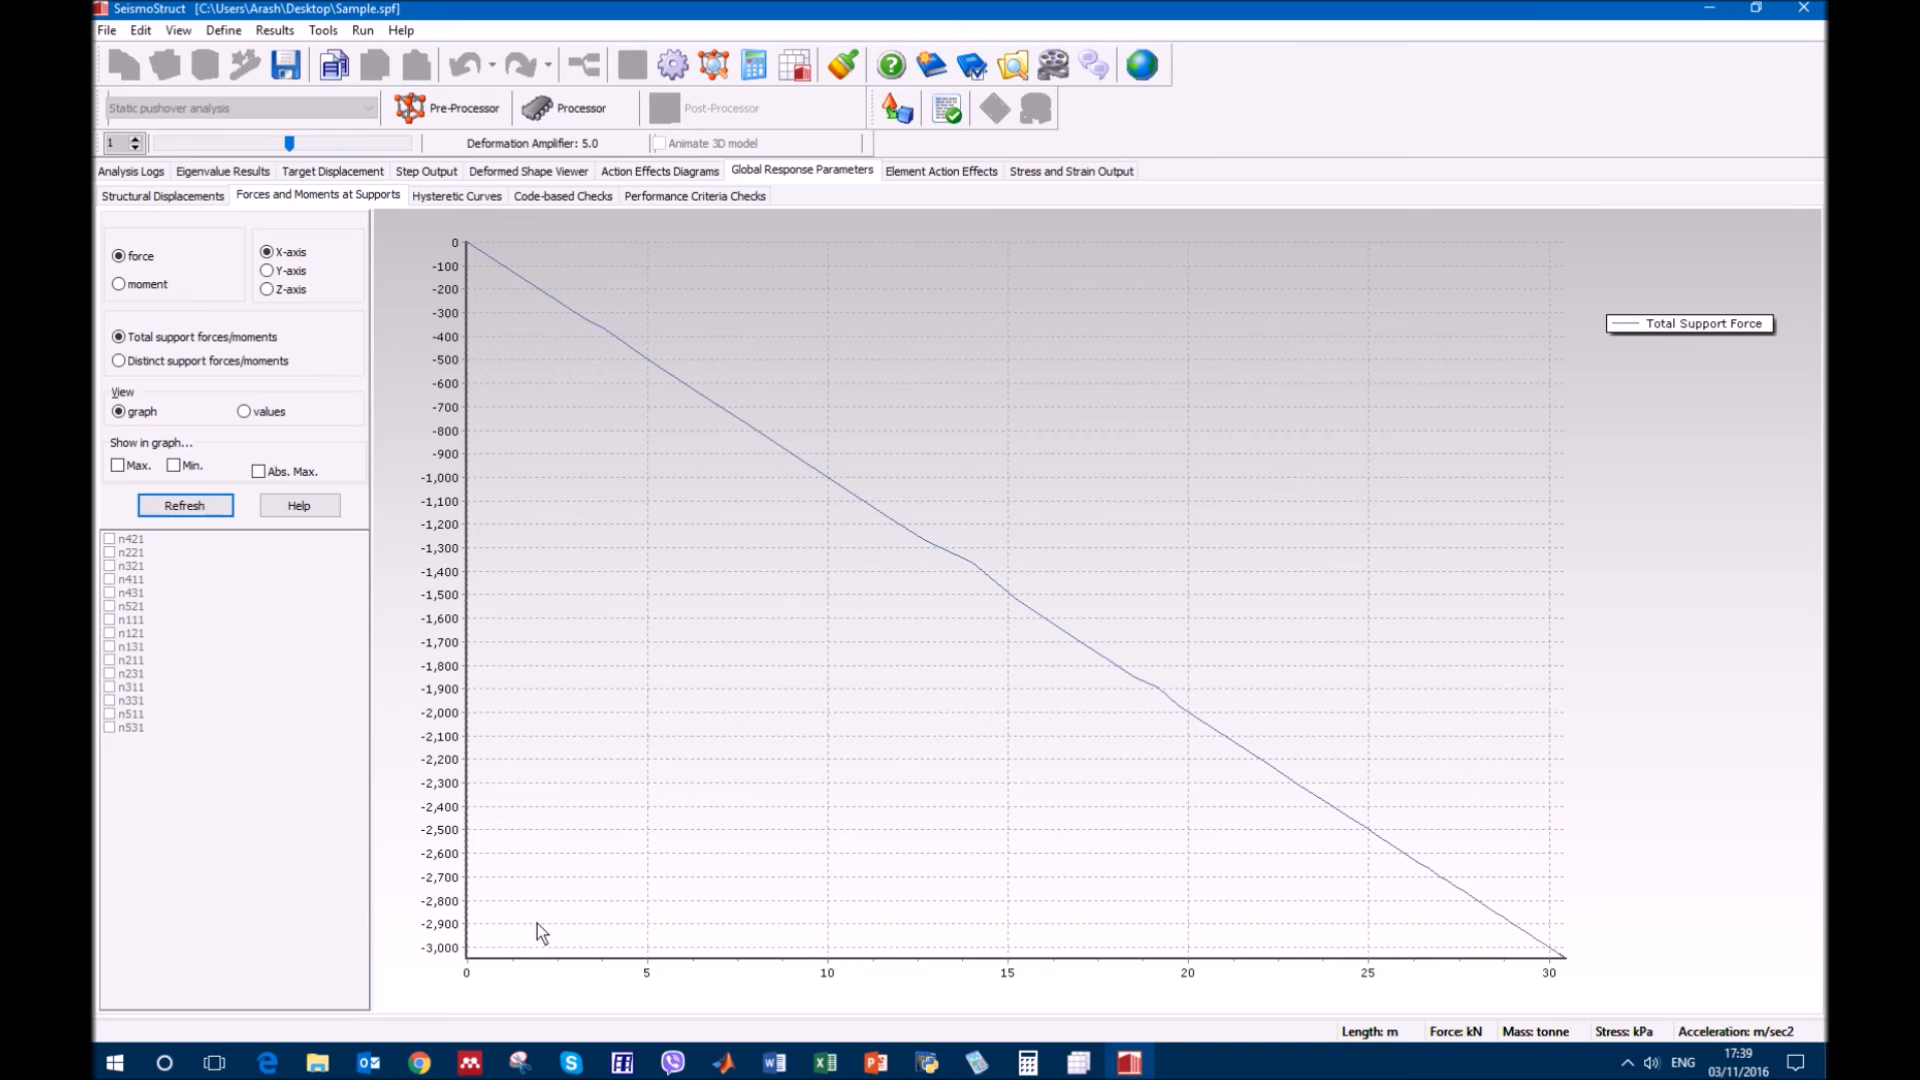 SeismoStruct [C:\Users\Arash\Desktop\Sample.spf]
File Edit View Define Results Tools Run Help
Static pushover analysis Pre-Processor Processor Post-Processor
1 Deformation Amplifier: 5.0 Animate 3D model
Analysis Logs Eigenvalue Results Target Displacement Step Output Deformed Shape Viewer Action Effects Diagrams Global Response Parameters Element Action Effects Stress and Strain Output
Structural Displacements Forces and Moments at Supports Hysteretic Curves Code-based Checks Performance Criteria Checks
force
moment
X-axis
Y-axis
Z-axis
Total support forces/moments
Distinct support forces/moments
View
graph values
Show in graph...
Max. Min. Abs. Max.
Refresh Help
n421
n221
n321
n411
n431
n521
n111
n121
n131
n211
n231
n311
n331
n511
n531
0
-100
-200
-300
-400
-500
-600
-700
-800
-900
-1,000
-1,100
-1,200
-1,300
-1,400
-1,500
-1,600
-1,700
-1,800
-1,900
-2,000
-2,100
-2,200
-2,300
-2,400
-2,500
-2,600
-2,700
-2,800
-2,900
-3,000
0 5 10 15 20 25 30
Total Support Force
Length: m Force: kN Mass: tonne Stress: kPa Acceleration: m/sec2
ENG
17:39
03/11/2016